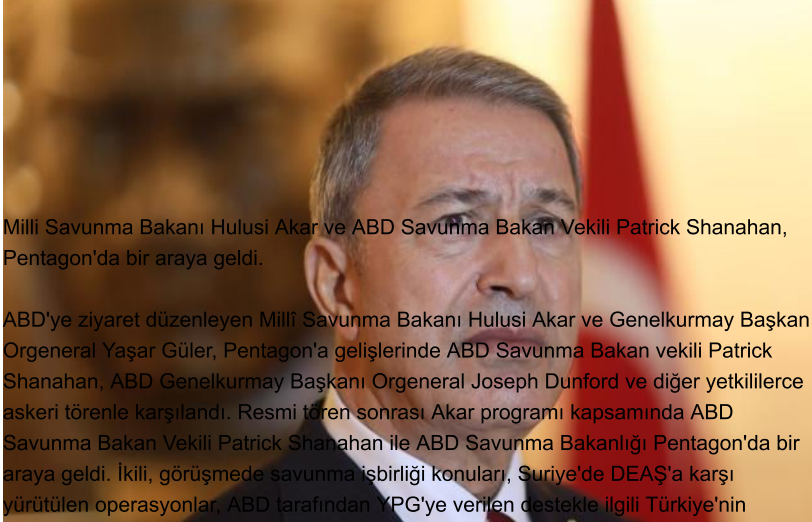 Milli Savunma Bakanı Hulusi Akar ve ABD Savunma Bakan Vekili Patrick Shanahan,
Pentagon'da bir araya geldi.
ABD'ye ziyaret düzenleyen Millî Savunma Bakanı Hulusi Akar ve Genelkurmay Başkan
Orgeneral Yaşar Güler, Pentagon'a gelişlerinde ABD Savunma Bakan vekili Patrick
Shanahan, ABD Genelkurmay Başkanı Orgeneral Joseph Dunford ve diğer yetkililerce
askeri törenle karşılandı. Resmi tören sonrası Akar programı kapsamında ABD
Savunma Bakan Vekili Patrick Shanahan ile ABD Savunma Bakanlığı Pentagon'da bir
araya geldi. İkili, görüşmede savunma işbirliği konuları, Suriye'de DEAŞ'a karşı
yürütülen operasyonlar, ABD tarafından YPG'ye verilen destekle ilgili Türkiye'nin